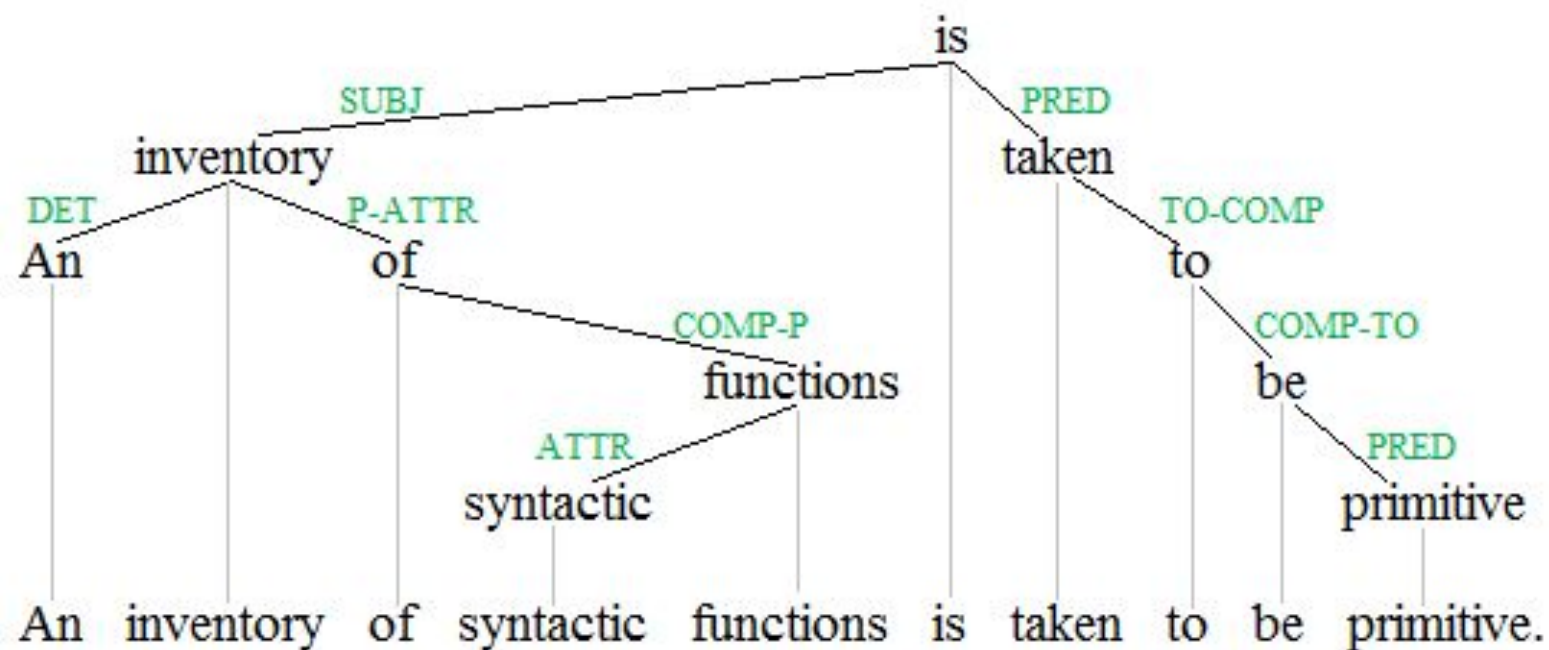 is
SUBJ PRED
inventory taken
DET P-ATTR TO-COMP
An of to
COMP-P COMP-TO
functions be
ATTR PRED
syntactic primitive
An inventory of syntactic functions is taken to be primitive.